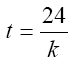 t = 24/k